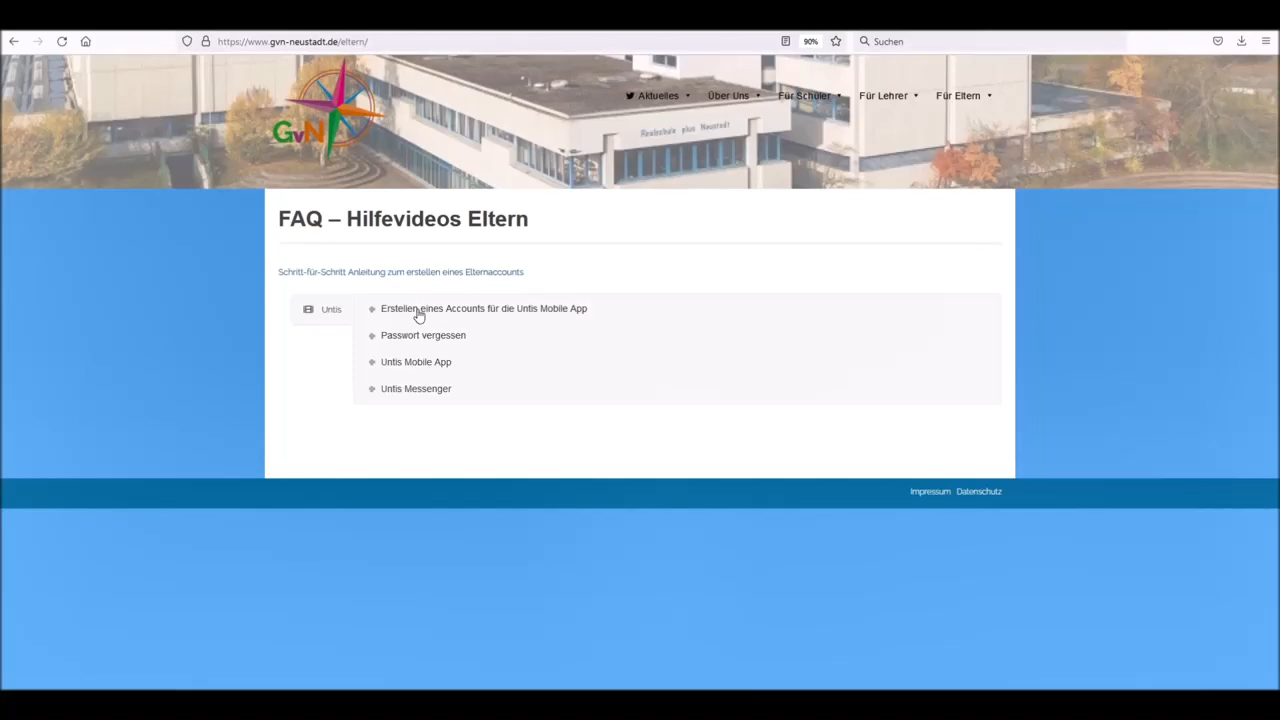 https://www.gvn-neustadt.de/eltern/
90%
Suchen
GvN
Realschule plus Neustadt
Aktuelles
Über Uns
Für Schüler
Für Lehrer
Für Eltern
FAQ – Hilfevideos Eltern
Schritt-für-Schritt Anleitung zum erstellen eines Elternaccounts
Untis
Erstellen eines Accounts für die Untis Mobile App
Passwort vergessen
Untis Mobile App
Untis Messenger
Impressum Datenschutz